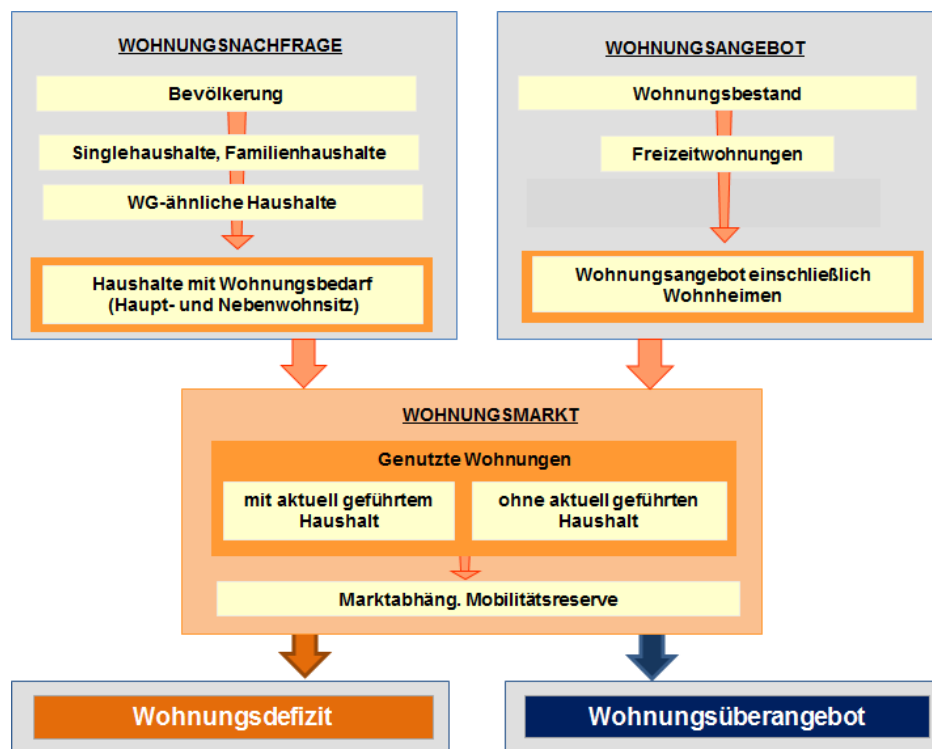 WOHNUNGSNACHFRAGE
Bevölkerung
Singlehaushalte, Familienhaushalte
WG-ähnliche Haushalte
Haushalte mit Wohnungsbedarf
(Haupt- und Nebenwohnsitz)
WOHNUNGSANGEBOT
Wohnungsbestand
Freizeitwohnungen
Wohnungsangebot einschließlich
Wohnheimen
WOHNUNGSMARKT
Genutzte Wohnungen
mit aktuell geführtem
Haushalt
ohne aktuell geführten
Haushalt
Marktabhäng. Mobilitätsreserve
Wohnungsdefizit
Wohnungsüberangebot